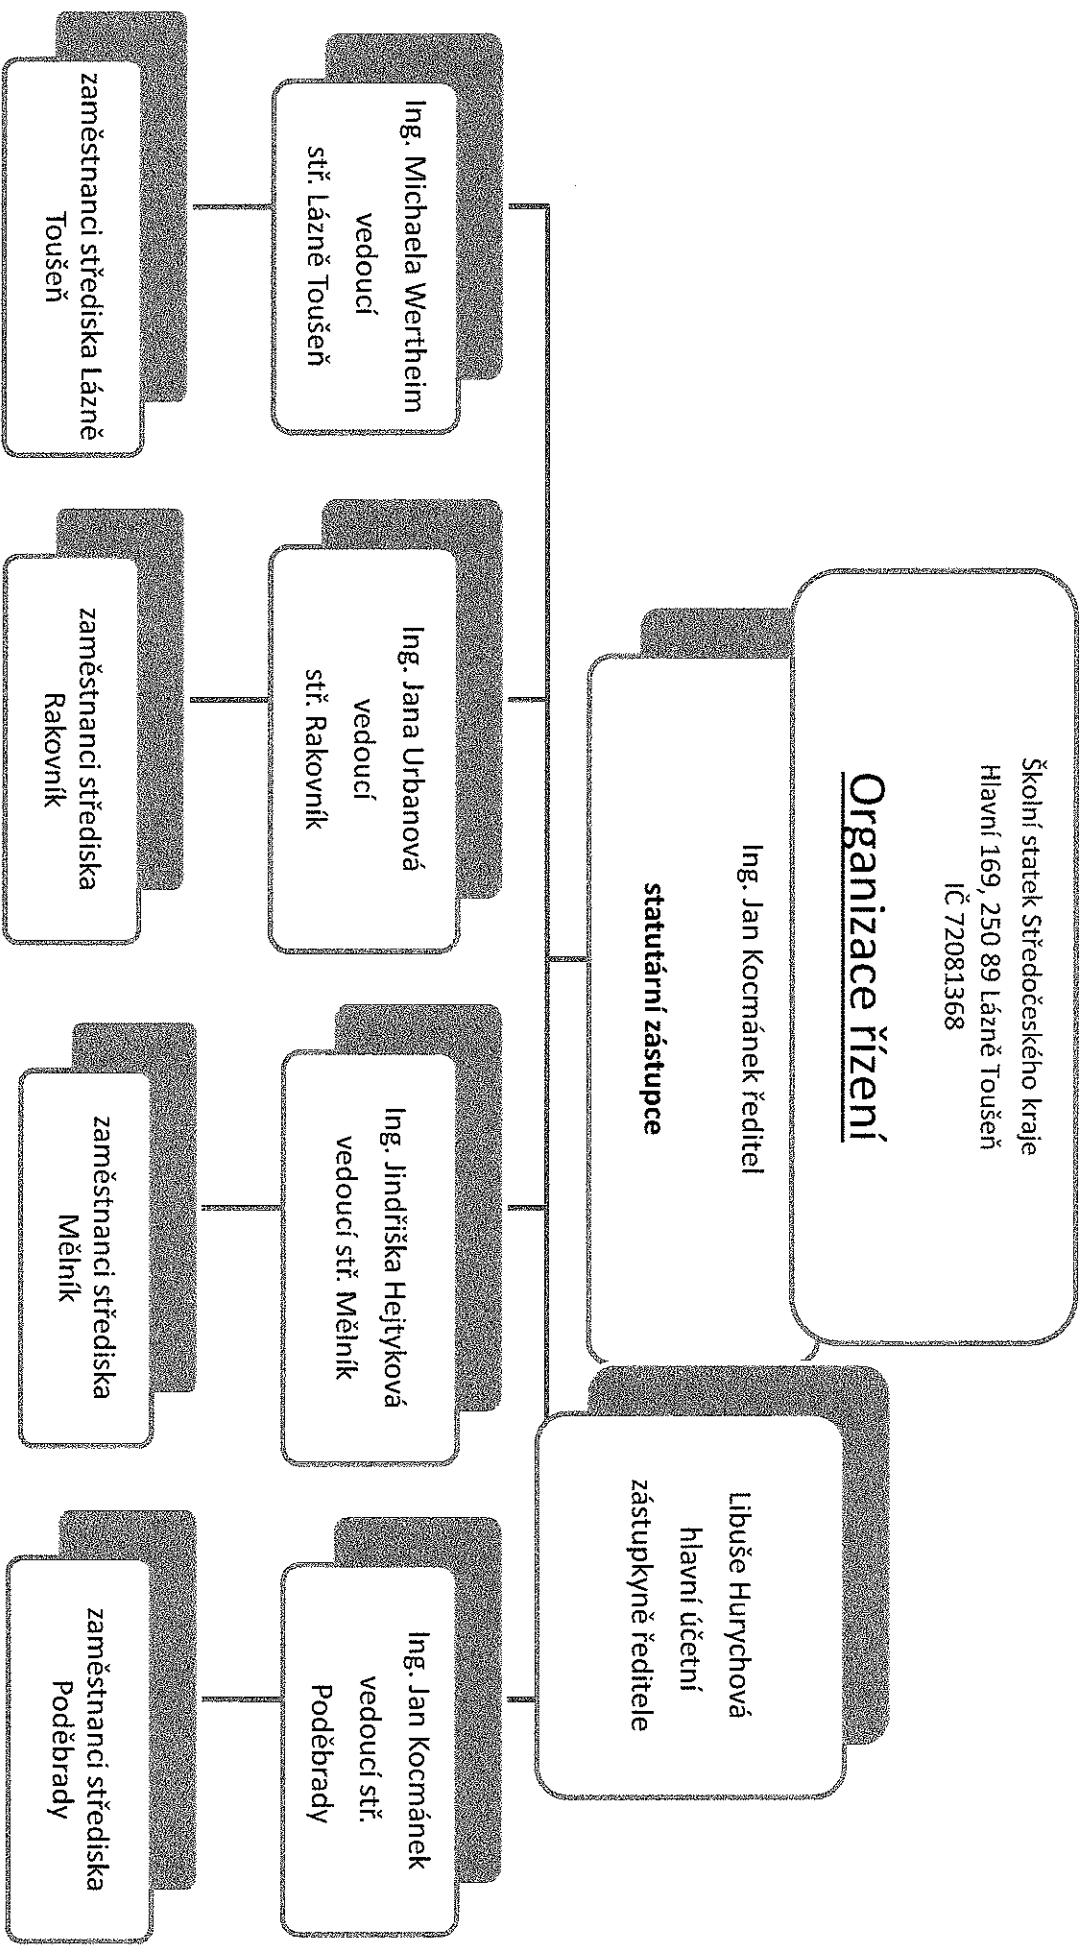 Školní statek Středočeského kraje
Hlavní 169, 250 89 Lázně Toušeň
IČ 72081368
Organizace řízení
Ing. Jan Kocmánek ředitel
statutární zástupce
Libuše Hurychová
hlavní účetní
zástupkyně ředitele
Ing. Michaela Wertheim
vedoucí
stř. Lázně Toušeň
Ing. Jana Urbanová
vedoucí
stř. Rakovník
Ing. Jindřiška Hejtyková
vedoucí stř. Mělník
Ing. Jan Kocmánek
vedoucí stř.
Poděbrady
zaměstnanci střediska Lázně
Toušeň
zaměstnanci střediska
Rakovník
zaměstnanci střediska
Mělník
zaměstnanci střediska
Poděbrady